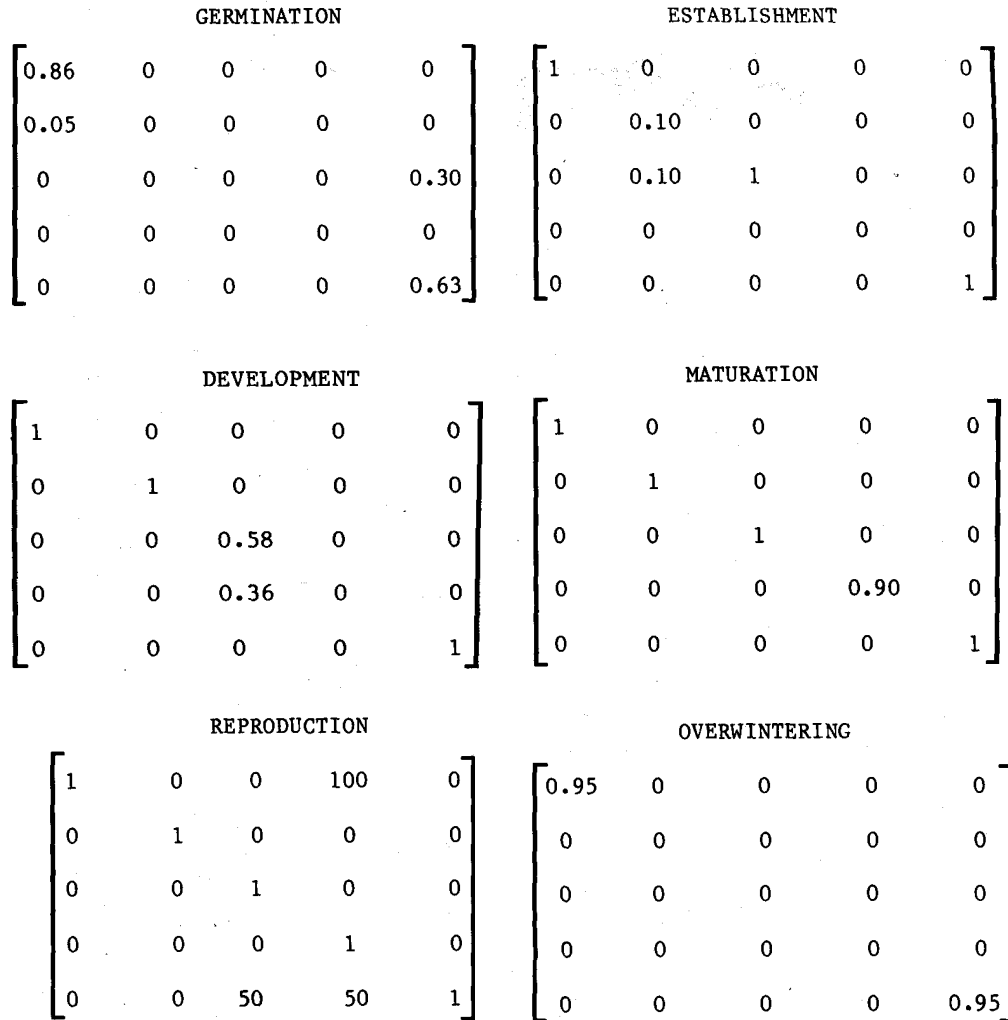 GERMINATION
0.86 0 0 0 0
0.05 0 0 0 0
0 0 0 0 0.30
0 0 0 0 0
0 0 0 0 0.63
ESTABLISHMENT
1 0 0 0 0
0 0.10 0 0 0
0 0.10 1 0 0
0 0 0 0 0
0 0. 0 0 1
DEVELOPMENT
1 0 0 0 0
0 1 0 0 0
0 0 0.58 0 0
0 0 0.36 0 0
0 0 0 0 1
MATURATION
1 0 0 0 0
0 1 0 0 0
0 0 1 0 0
0 0 0 0.90 0
0 0 0 0 1
REPRODUCTION
1 0 0 100 0
0 1 0 0 0
0 0 1 0 0
0 0 0 1 0
0 0 50 50 1
OVERWINTERING
0.95 0 0 0 0
0 0 0 0 0
0 0 0 0 0
0 0 0 0 0
0 0 0 0 0.95